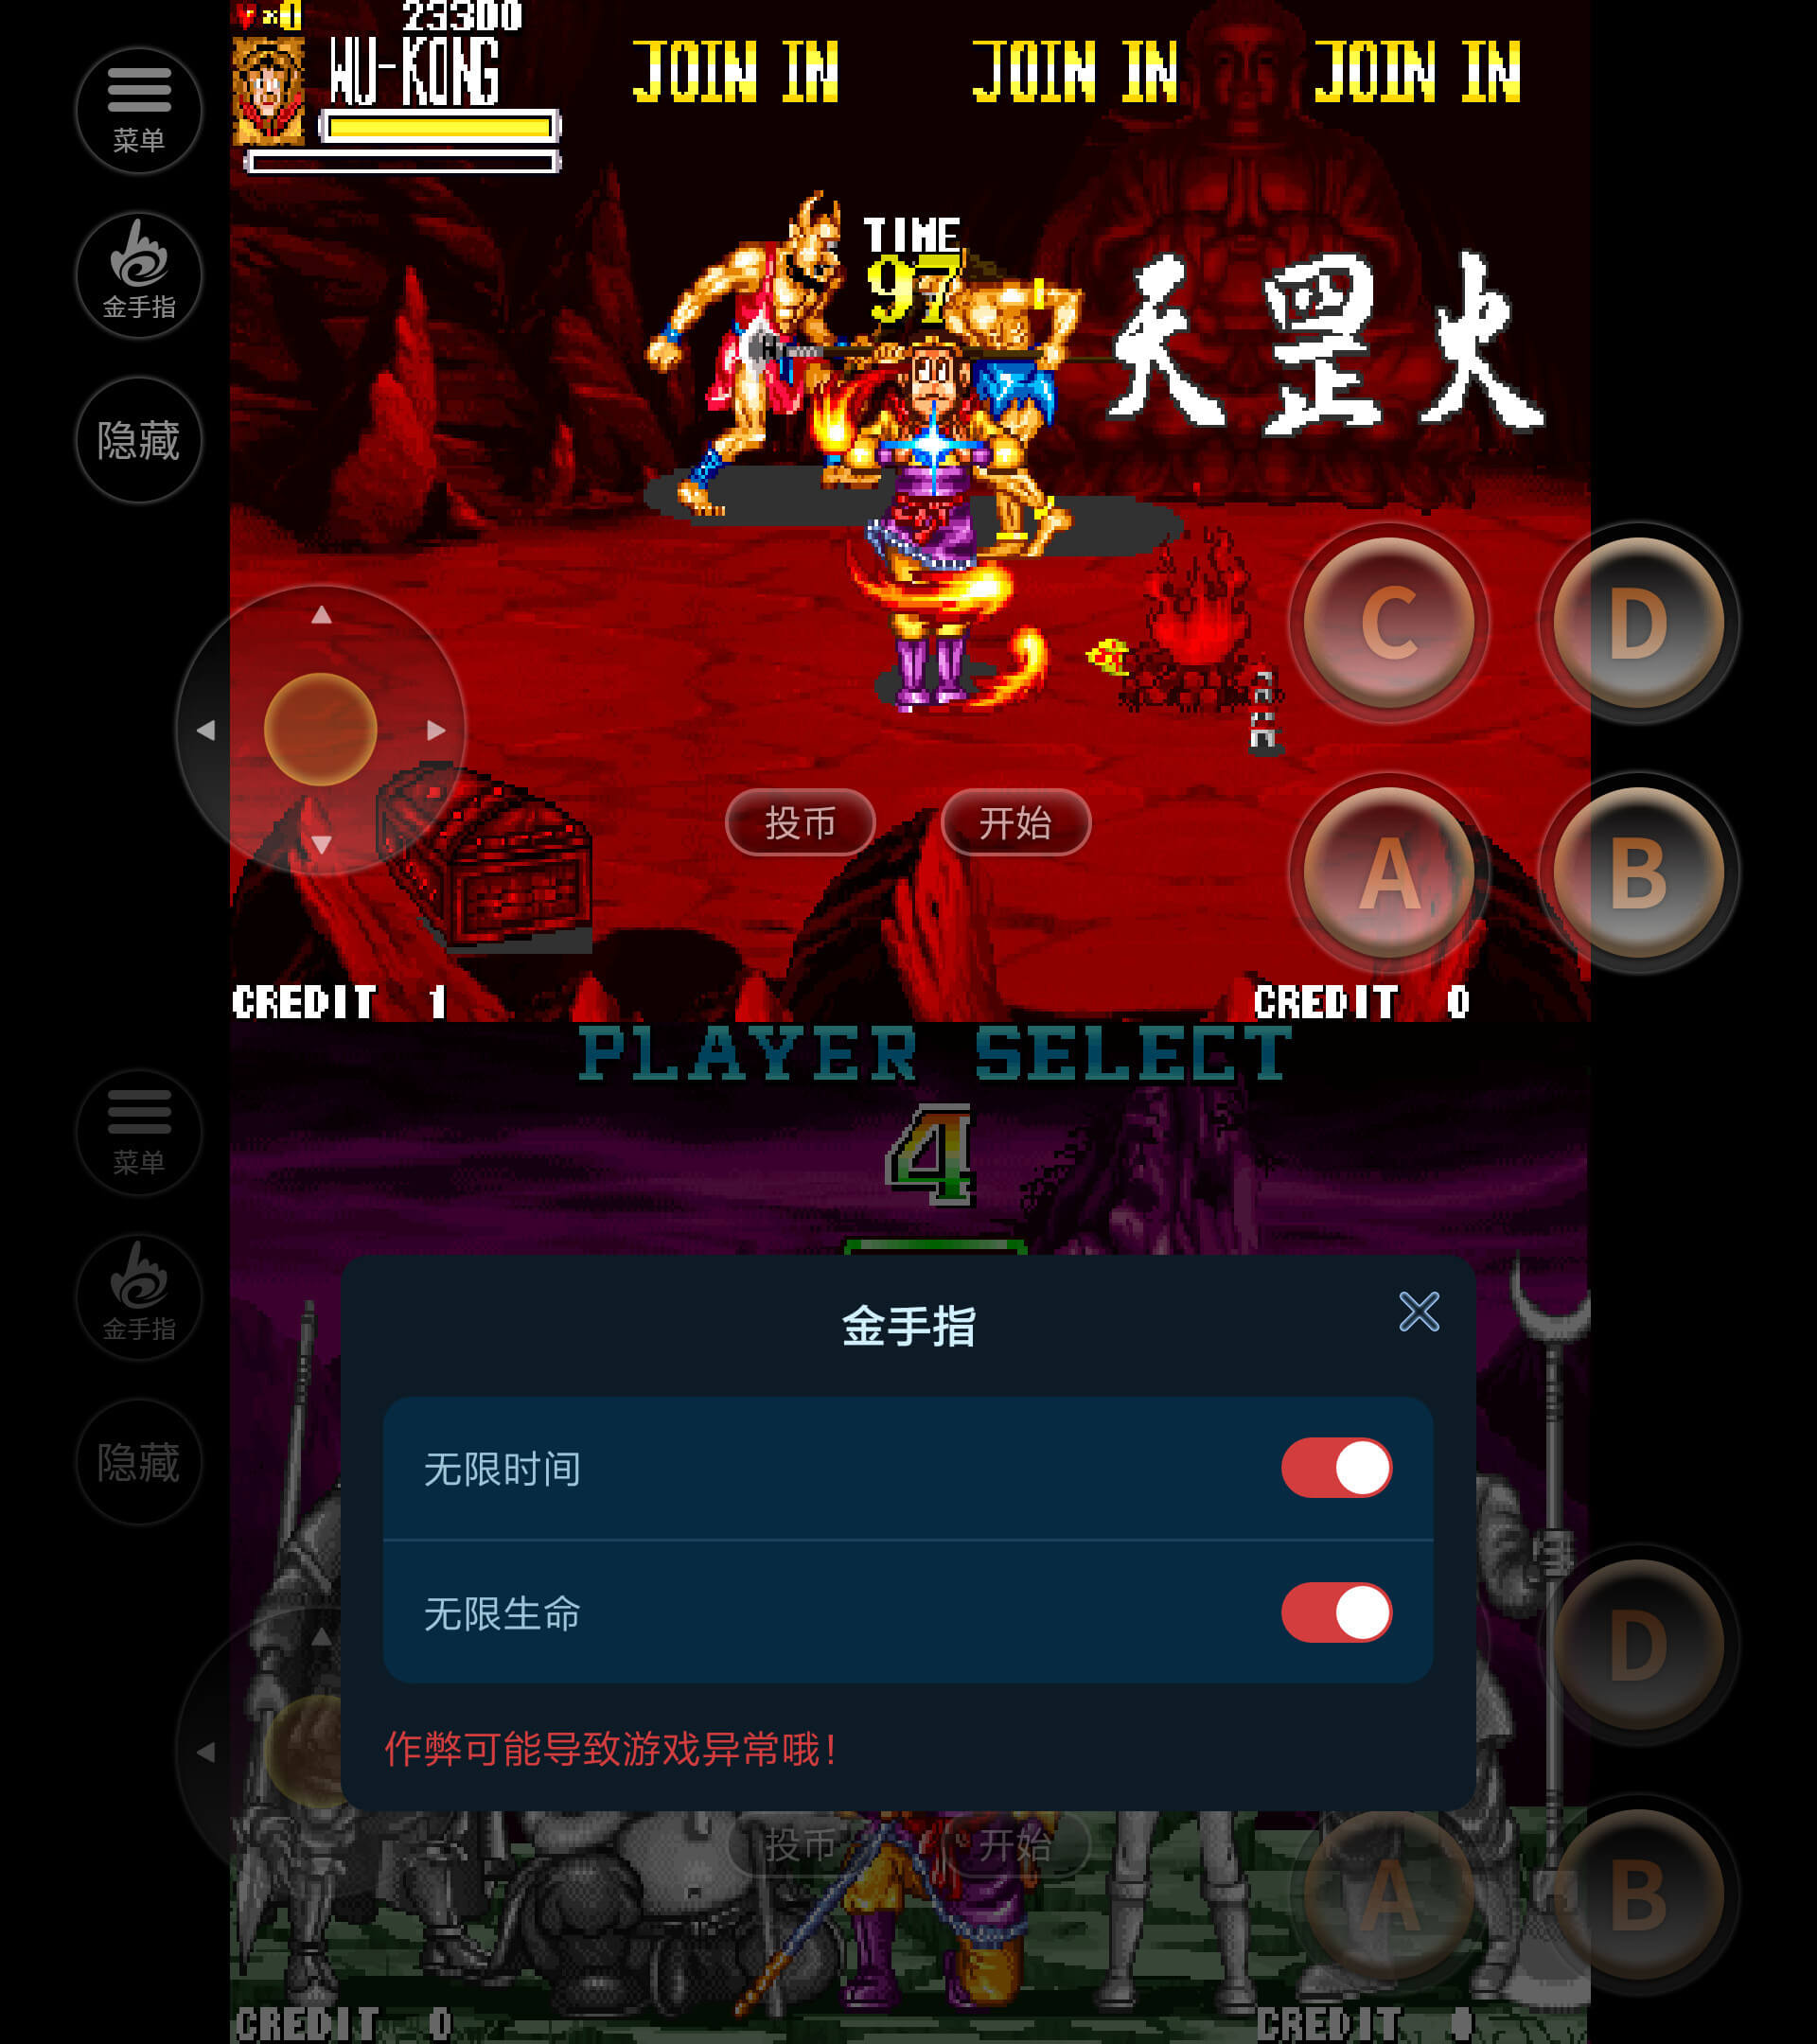 x1 23300
WU-KONG JOIN IN JOIN IN JOIN IN
菜单
金手指
隐藏
TIME
97
天罡火
C D
投币 开始
A B
CREDIT 1 CREDIT 0
PLAYER SELECT
4
菜单
金手指
隐藏
金手指
无限时间
无限生命
作弊可能导致游戏异常哦!
D
投币 开始
A B
CREDIT 0 CREDIT 0